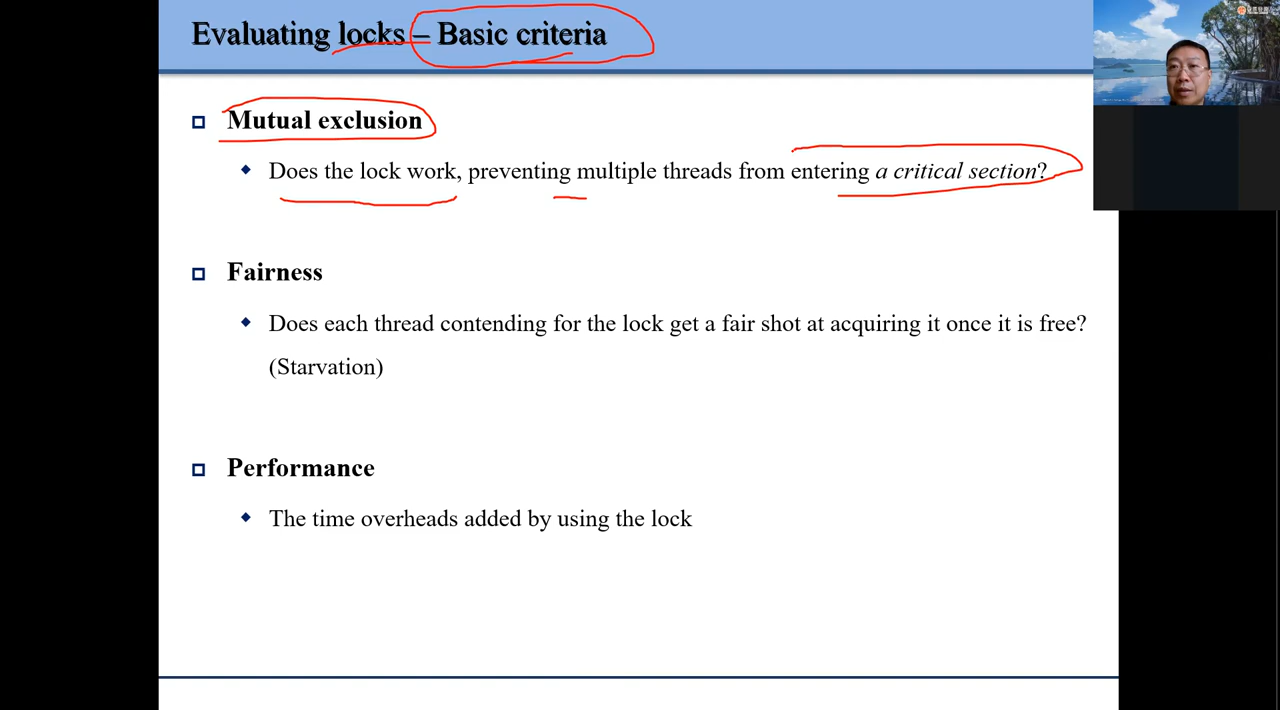 Evaluating locks – Basic criteria
Mutual exclusion
Does the lock work, preventing multiple threads from entering a critical section?
Fairness
Does each thread contending for the lock get a fair shot at acquiring it once it is free?
(Starvation)
Performance
The time overheads added by using the lock